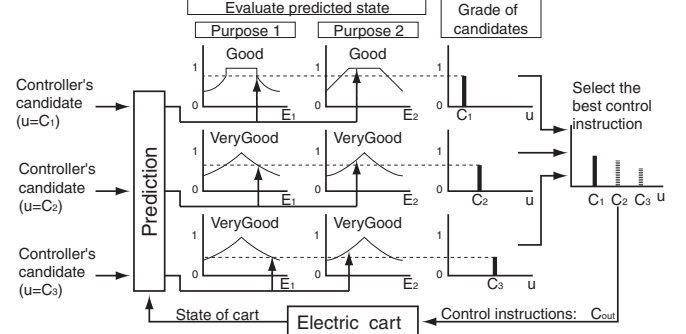 Evaluate predicted state
Grade of
candidates
Purpose 1
Purpose 2
Controller's
candidate
(u=C1)
Good
1
0
E1
Good
1
0
E2
1
0
C1
u
Select the
best control
instruction
Controller's
candidate
(u=C2)
Prediction
VeryGood
1
0
E1
VeryGood
1
0
E2
1
0
C2
u
C1 C2 C3 u
Controller's
candidate
(u=C3)
VeryGood
1
0
E1
VeryGood
1
0
E2
1
0
C3
u
State of cart
Electric cart
Control instructions: Cout